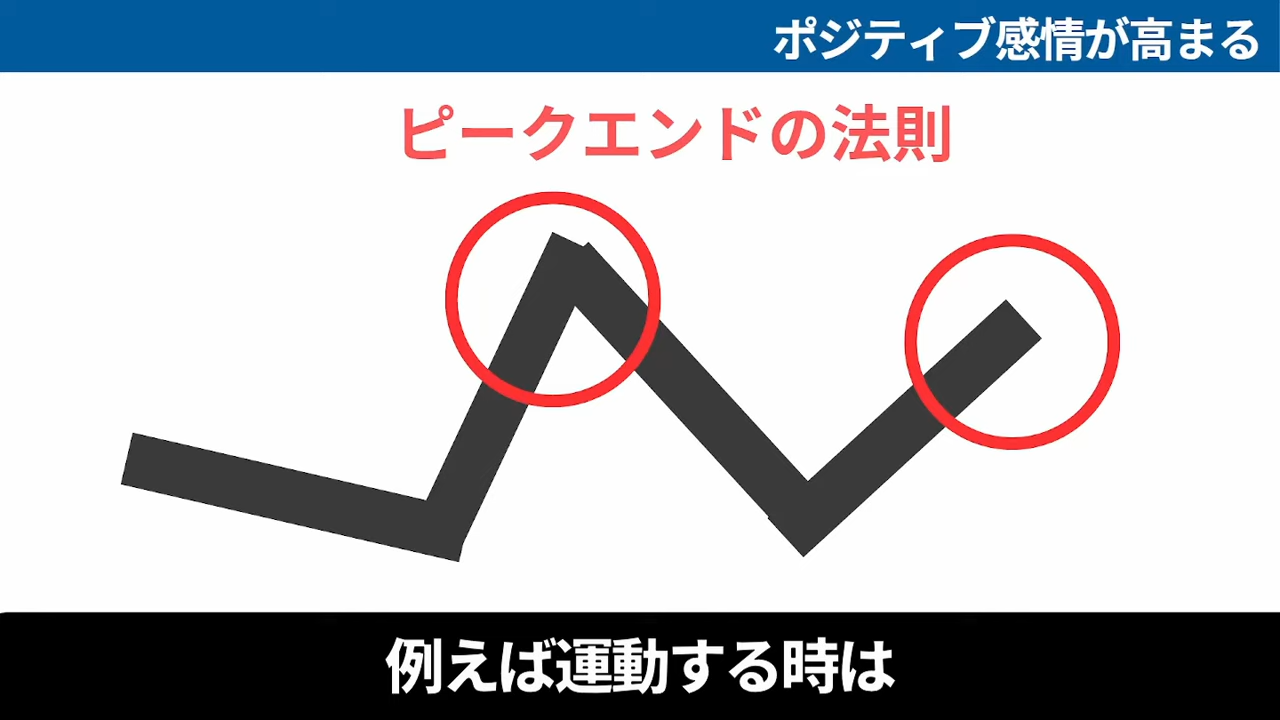 ポジティブ感情が高まる
ピークエンドの法則
例えば運動する時は